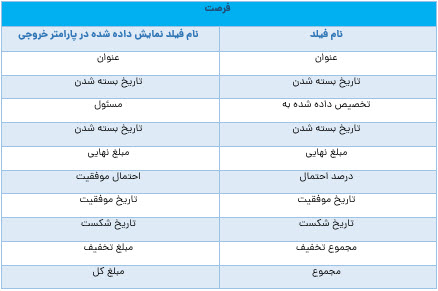 فرصت
نام فیلد	نام فیلد نمایش داده شده در پارامتر خروجی
عنوان	عنوان
تاریخ بسته شدن	تاریخ بسته شدن
تخصیص داده شده به	مسئول
تاریخ بسته شدن	تاریخ بسته شدن
مبلغ نهایی	مبلغ نهایی
درصد احتمال	احتمال موفقیت
تاریخ موفقیت	تاریخ موفقیت
تاریخ شکست	تاریخ شکست
مجموع تخفیف	مبلغ تخفیف
مجموع	مبلغ کل